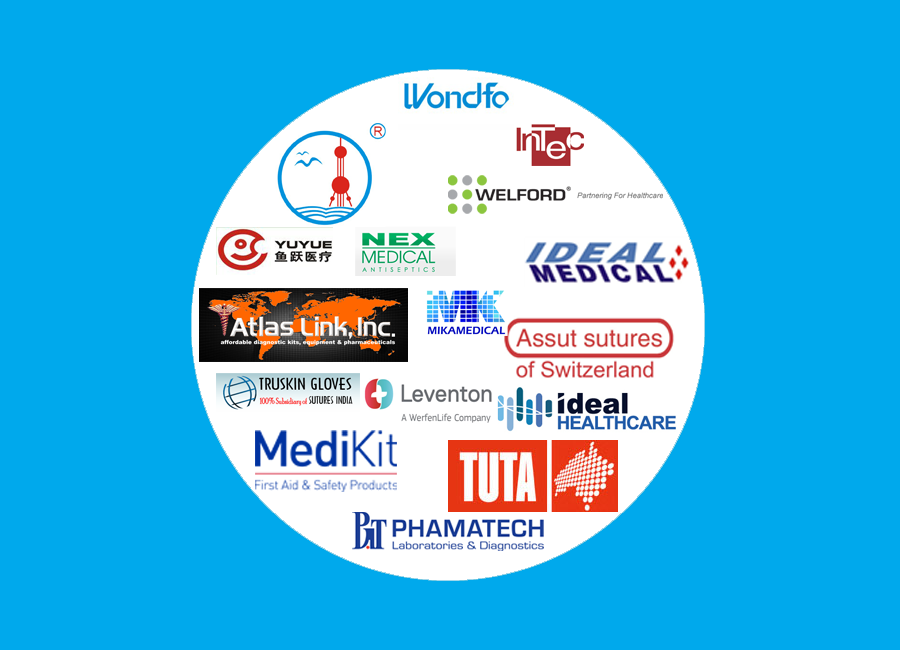 Wondfo
®
InTec
WELFORD® Partnering For Healthcare
YUYUE
鱼跃医疗
NEX
MEDICAL
ANTISEPTICS
IDEAL
MEDICAL
Atlas Link, Inc.
affordable diagnostic kits, equipment & pharmaceuticals
MK
MIKAMEDICAL
Assut sutures
of Switzerland
TRUSKIN GLOVES
100% Subsidiary of SUTURES INDIA
Leventon
A WerfenLife Company
ideal
HEALTHCARE
MediKit
First Aid & Safety Products
TUTA
PiT PHAMATECH
Laboratories & Diagnostics